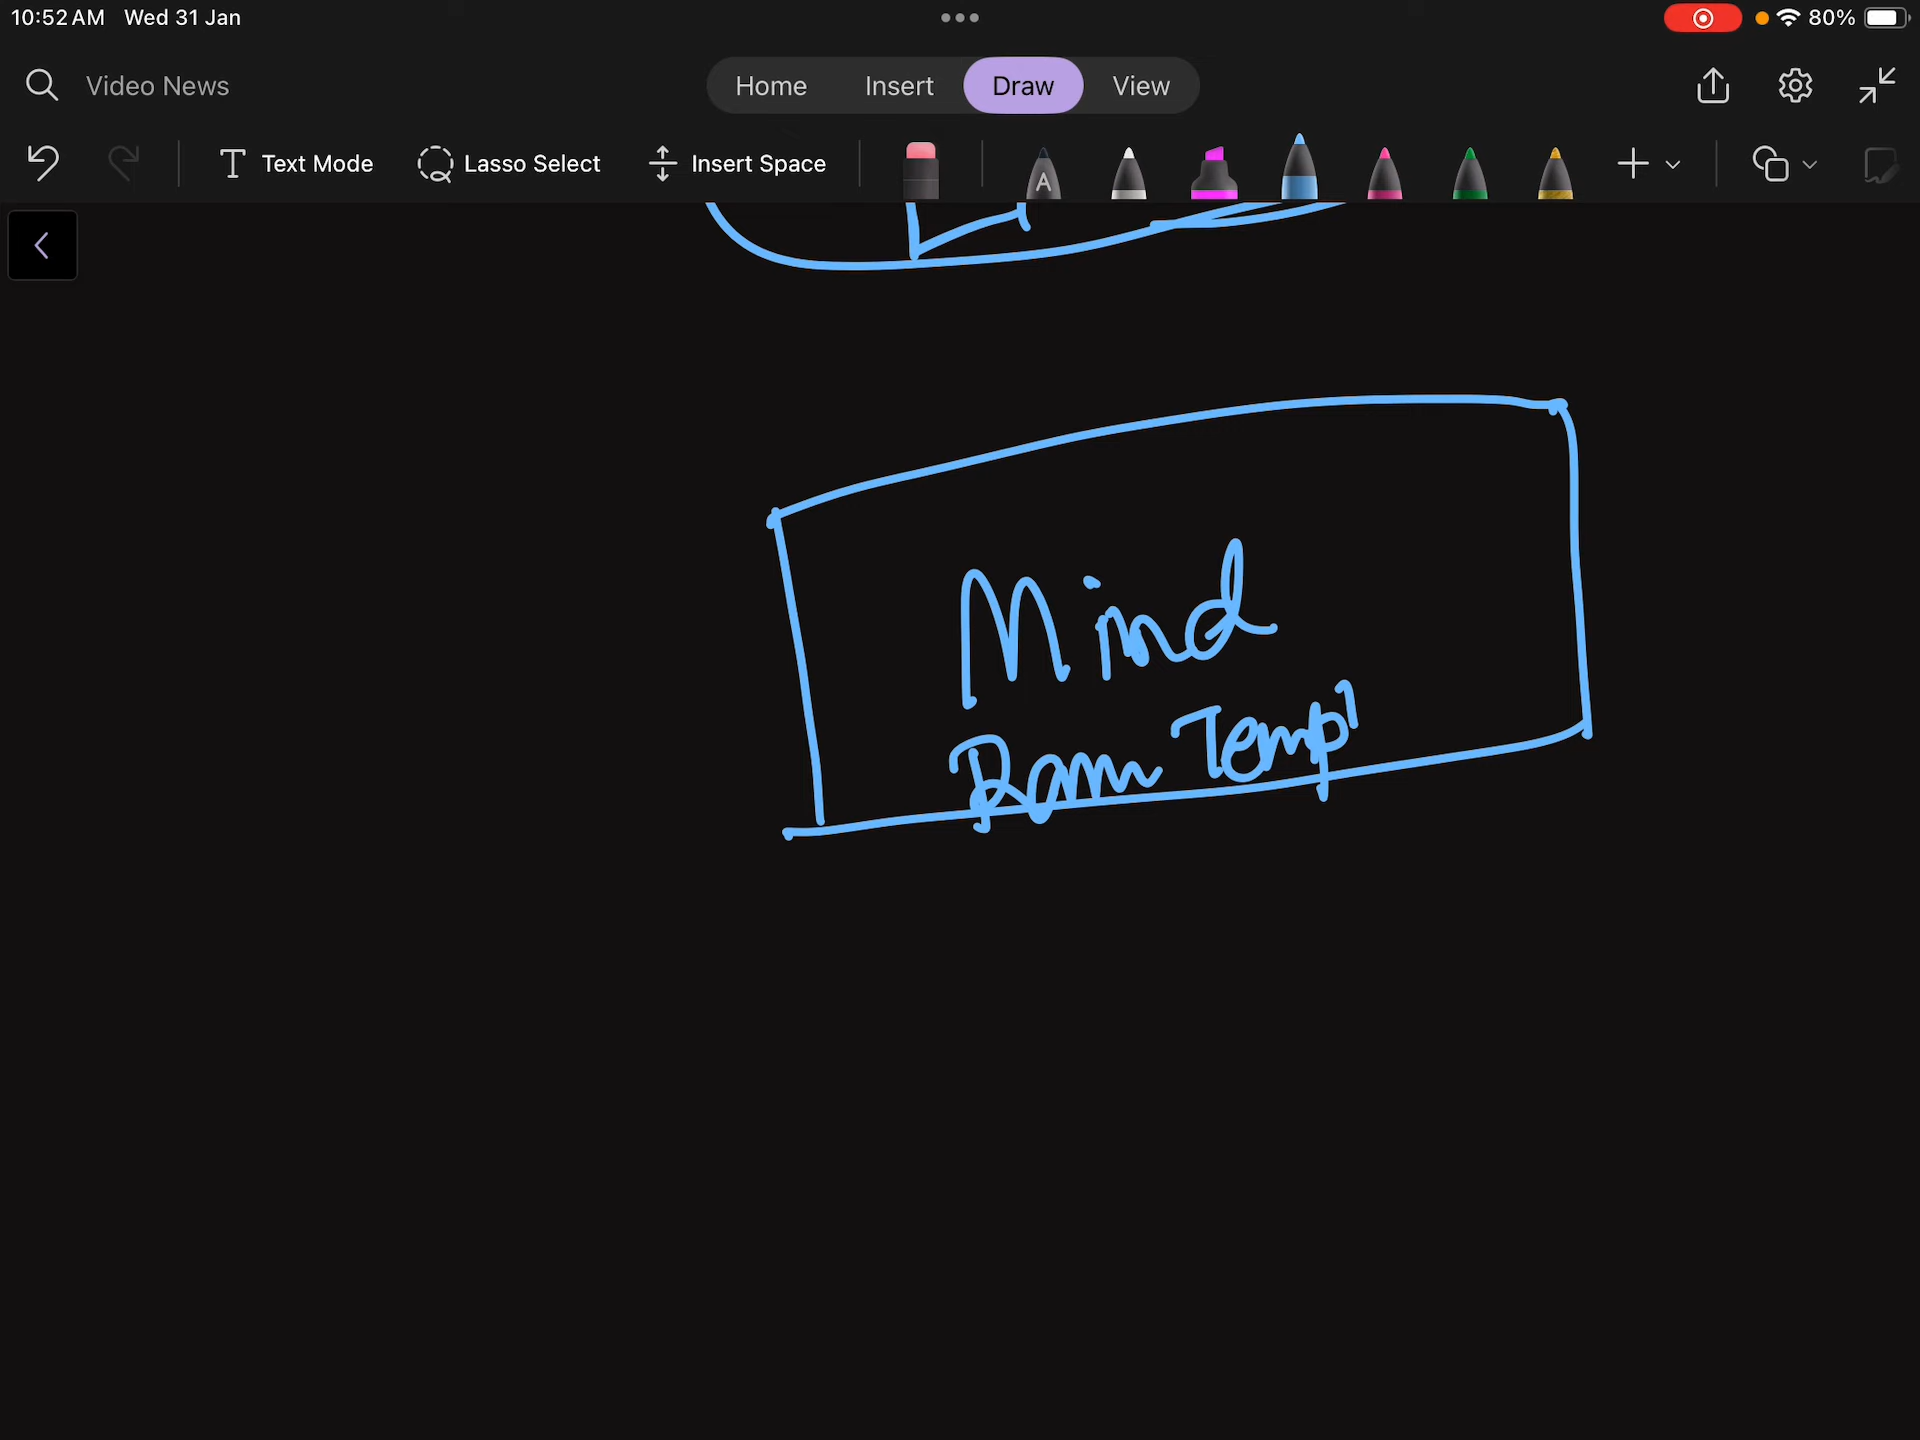 10:52 AM Wed 31 Jan 80%
Video News Home Insert Draw View
Text Mode Lasso Select Insert Space A
Mind
Ram Temp